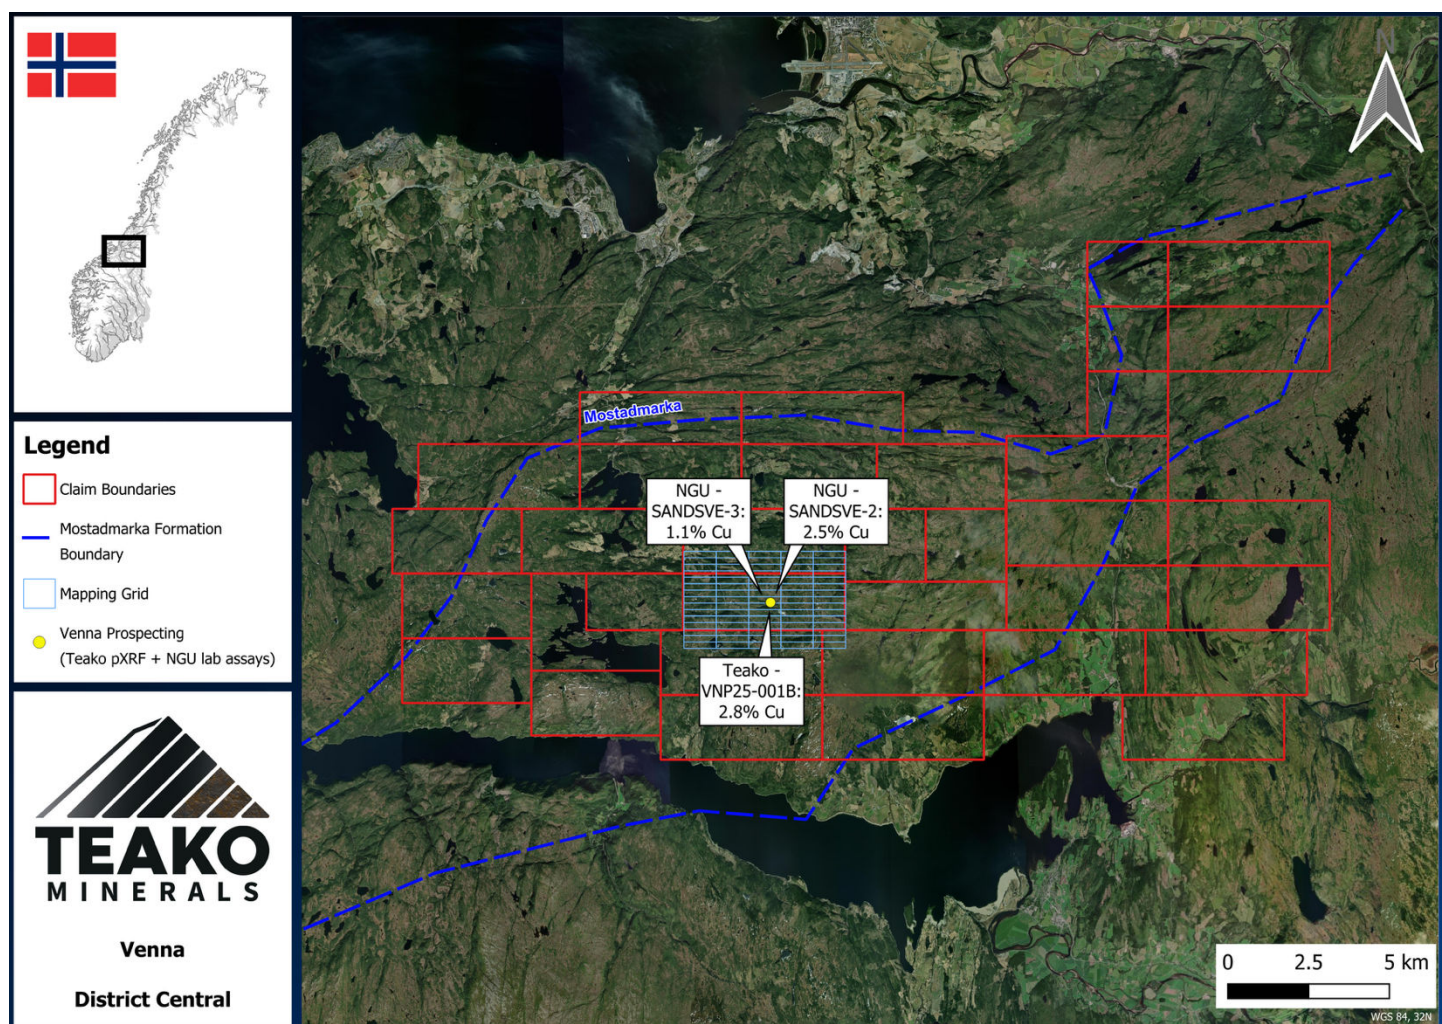 Legend
Claim Boundaries
Mostadmarka Formation
Boundary
Mapping Grid
Venna Prospecting
(Teako pXRF + NGU lab assays)
TEAKO
MINERALS
Venna
District Central
N
Mostadmarka
NGU -
SANDSVE-3:
1.1% Cu
NGU -
SANDSVE-2:
2.5% Cu
Teako -
VNP25-001B:
2.8% Cu
0 2.5 5 km
WGS 84, 32N